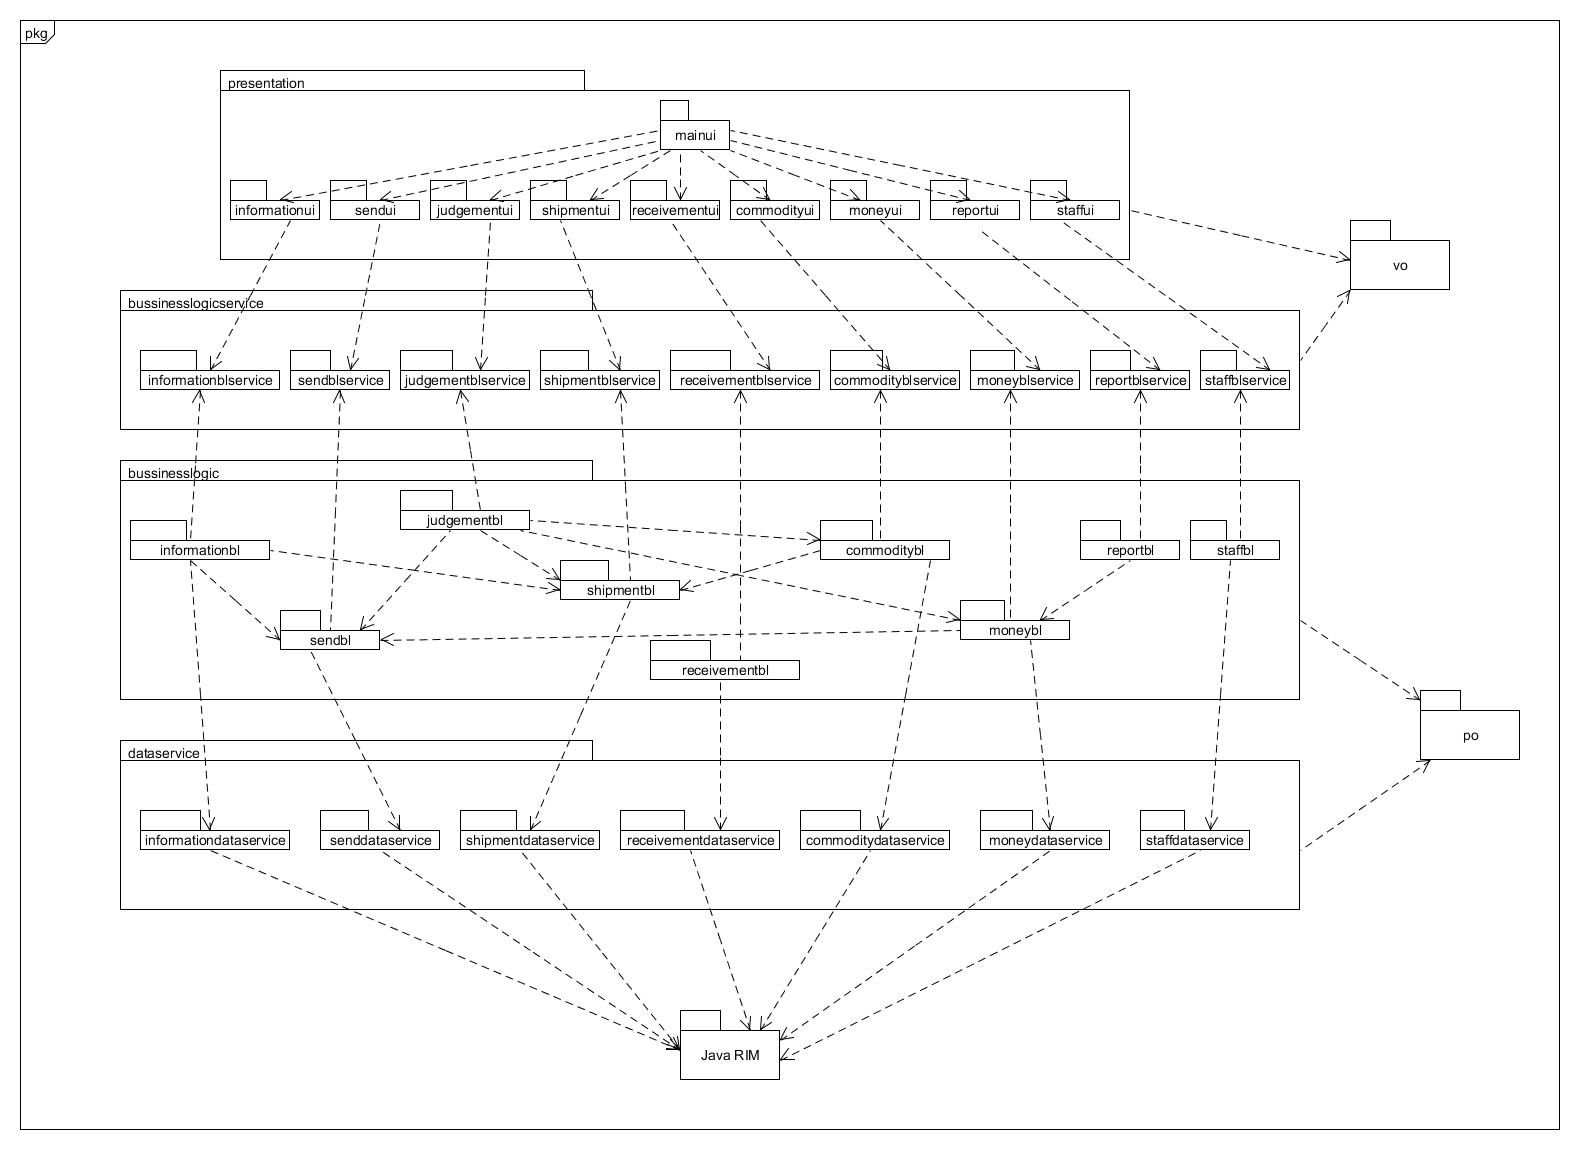 pkg
presentation
mainui
informationui
sendui
judgementui
shipmentui
receivementui
commodityui
moneyui
reportui
staffui
vo
bussinesslogicservice
informationblservice
sendblservice
judgementblservice
shipmentblservice
receivementblservice
commodityblservice
moneyblservice
reportblservice
staffblservice
bussinesslogic
judgementbl
informationbl
commoditybl
reportbl
staffbl
shipmentbl
sendbl
moneybl
receivementbl
po
dataservice
informationdataservice
senddataservice
shipmentdataservice
receivementdataservice
commoditydataservice
moneydataservice
staffdataservice
Java RIM